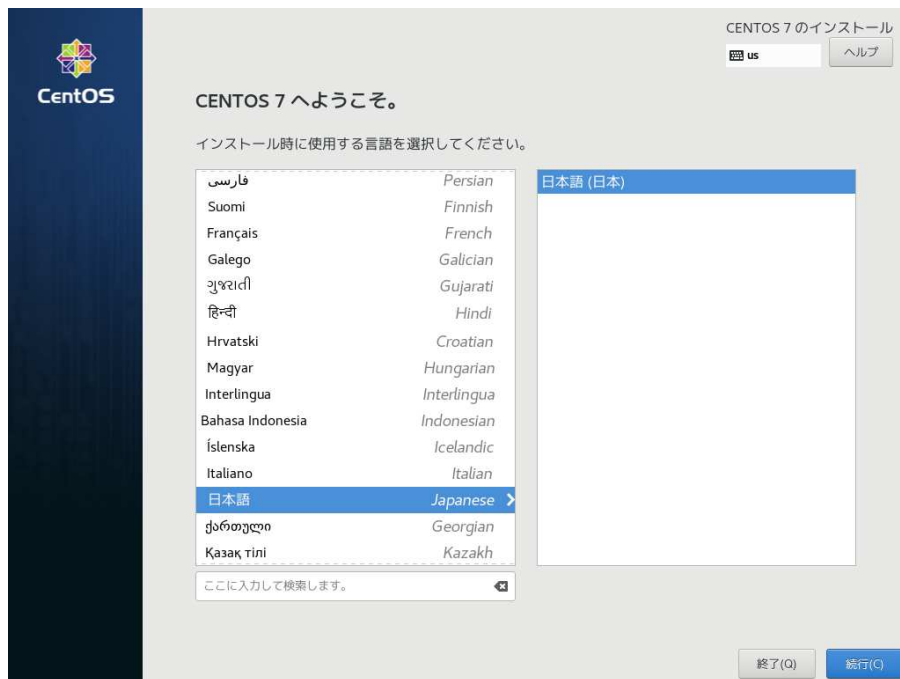 CentOS
CENTOS 7 のインストール
us
ヘルプ
CENTOS 7 へようこそ。
インストール時に使用する言語を選択してください。
فارسی Persian
Suomi Finnish
Français French
Galego Galician
ગુજરાતી Gujarati
हिन्दी Hindi
Hrvatski Croatian
Magyar Hungarian
Interlingua Interlingua
Bahasa Indonesia Indonesian
Íslenska Icelandic
Italiano Italian
日本語 Japanese
ქართული Georgian
Қазақ тілі Kazakh
日本語 (日本)
ここに入力して検索します。
終了(Q)
続行(C)